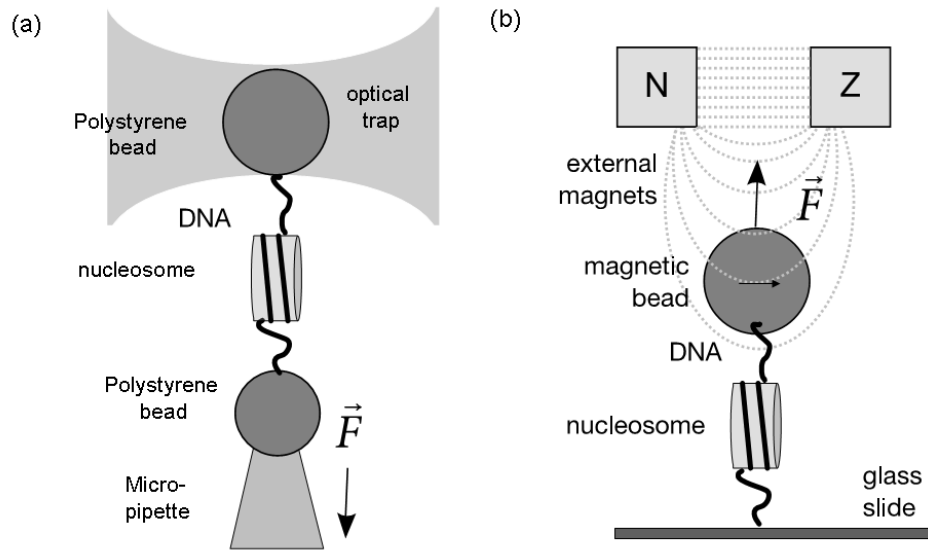 (a)
optical
trap
Polystyrene
bead
DNA
nucleosome
Polystyrene
bead
F
Micro-
pipette
(b)
N
Z
external
magnets
F
magnetic
bead
DNA
nucleosome
glass
slide